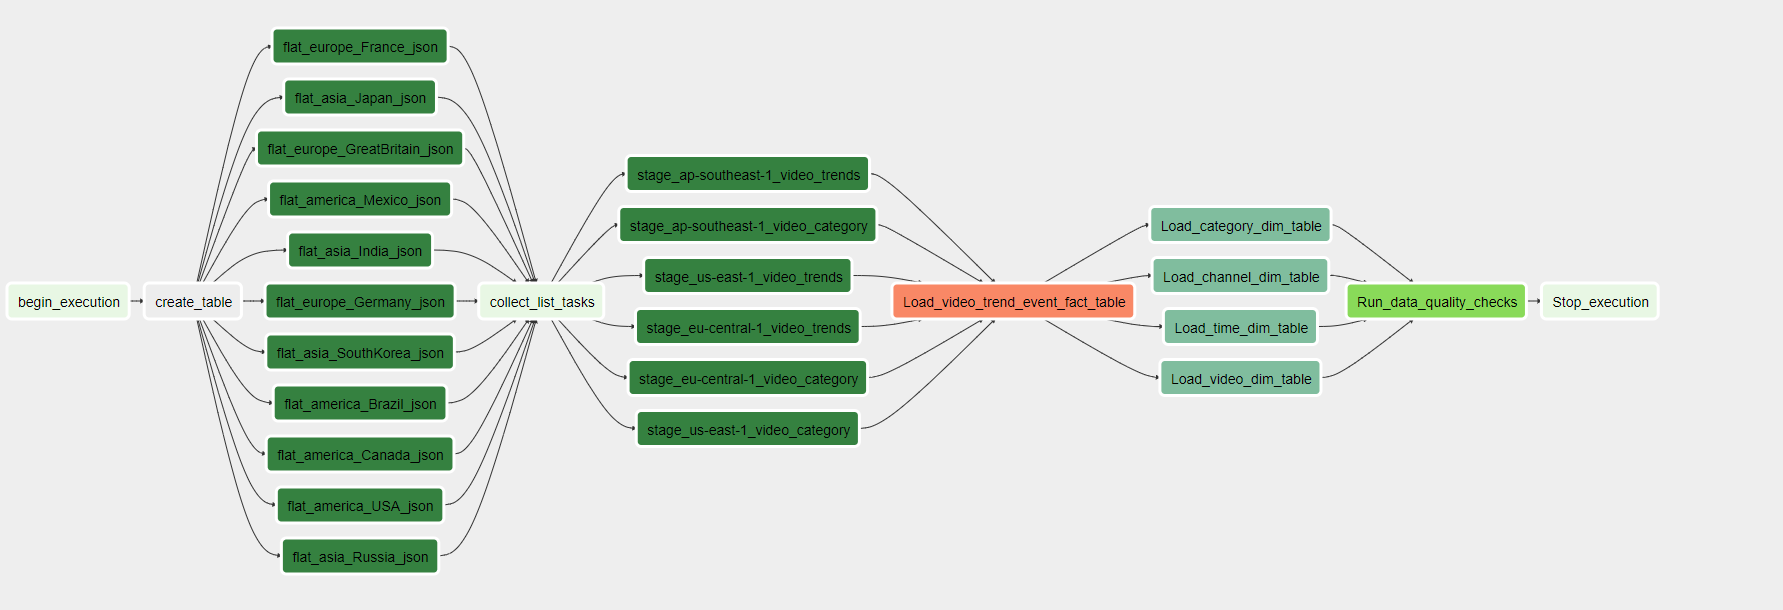 begin_execution
create_table
flat_europe_France_json
flat_asia_Japan_json
flat_europe_GreatBritain_json
flat_america_Mexico_json
flat_asia_India_json
flat_europe_Germany_json
flat_asia_SouthKorea_json
flat_america_Brazil_json
flat_america_Canada_json
flat_america_USA_json
flat_asia_Russia_json
collect_list_tasks
stage_ap-southeast-1_video_trends
stage_ap-southeast-1_video_category
stage_us-east-1_video_trends
stage_eu-central-1_video_trends
stage_eu-central-1_video_category
stage_us-east-1_video_category
Load_video_trend_event_fact_table
Load_category_dim_table
Load_channel_dim_table
Load_time_dim_table
Load_video_dim_table
Run_data_quality_checks
Stop_execution